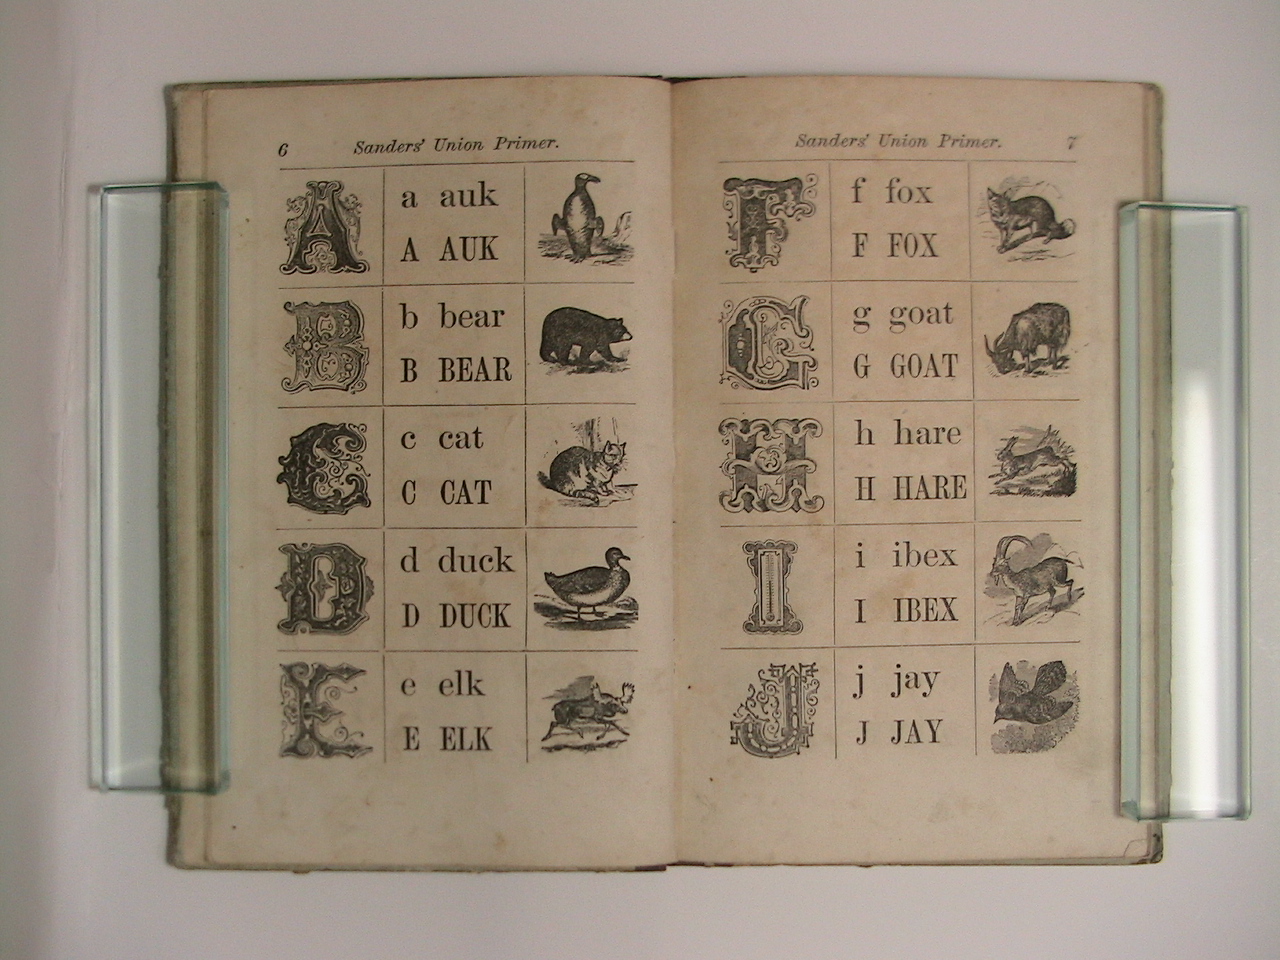 6 Sanders' Union Primer.
A
a auk
A AUK
B
b bear
B BEAR
C
c cat
C CAT
D
d duck
D DUCK
E
e elk
E ELK
Sanders' Union Primer. 7
F
f fox
F FOX
G
g goat
G GOAT
H
h hare
H HARE
I
i ibex
I IBEX
J
j jay
J JAY